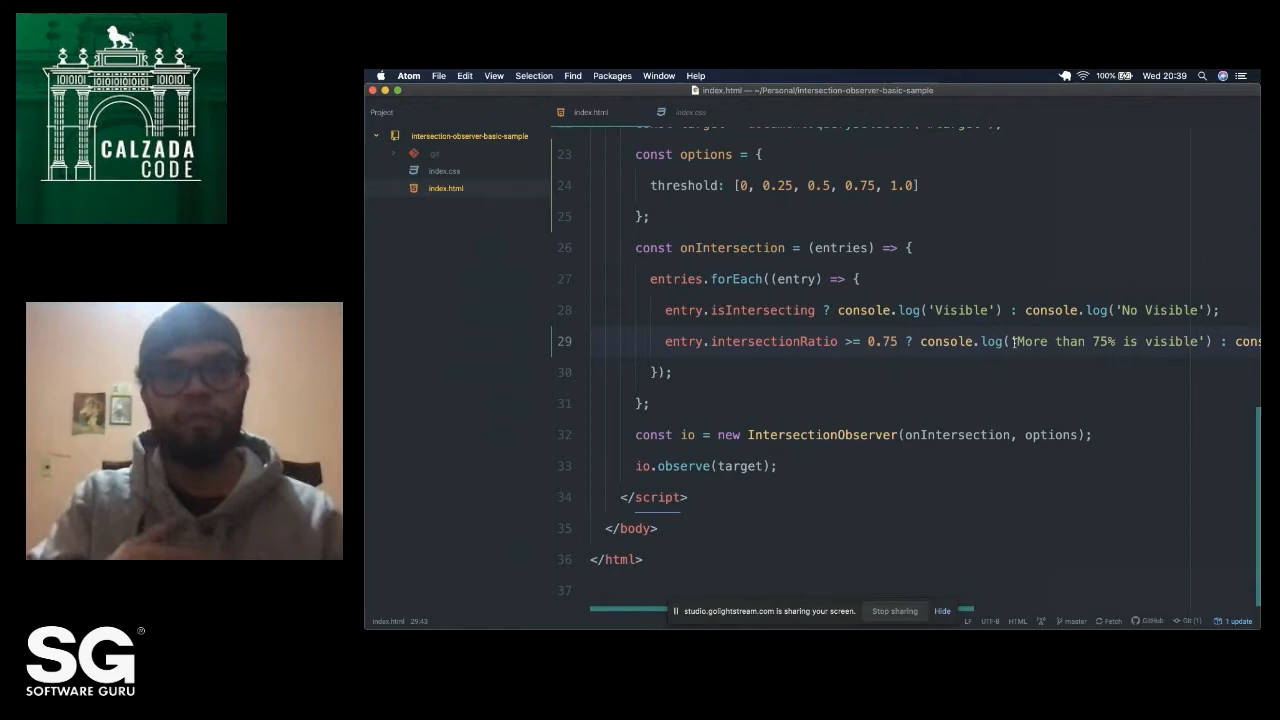 CALZADA
CODE
SG®
SOFTWARE GURU
Atom File Edit View Selection Find Packages Window Help
100% Wed 20:39
index.html — ~/Personal/intersection-observer-basic-sample
Project
intersection-observer-basic-sample
.git
index.css
index.html
index.html index.css
23 const options = {
24 threshold: [0, 0.25, 0.5, 0.75, 1.0]
25 };
26 const onIntersection = (entries) => {
27 entries.forEach((entry) => {
28 entry.isIntersecting ? console.log('Visible') : console.log('No Visible');
29 entry.intersectionRatio >= 0.75 ? console.log('More than 75% is visible') : cons
30 });
31 };
32 const io = new IntersectionObserver(onIntersection, options);
33 io.observe(target);
34 </script>
35 </body>
36 </html>
37
studio.golightstream.com is sharing your screen. Stop sharing Hide
index.html 29:43
LF UTF-8 HTML master Fetch GitHub Git (1) 1 update